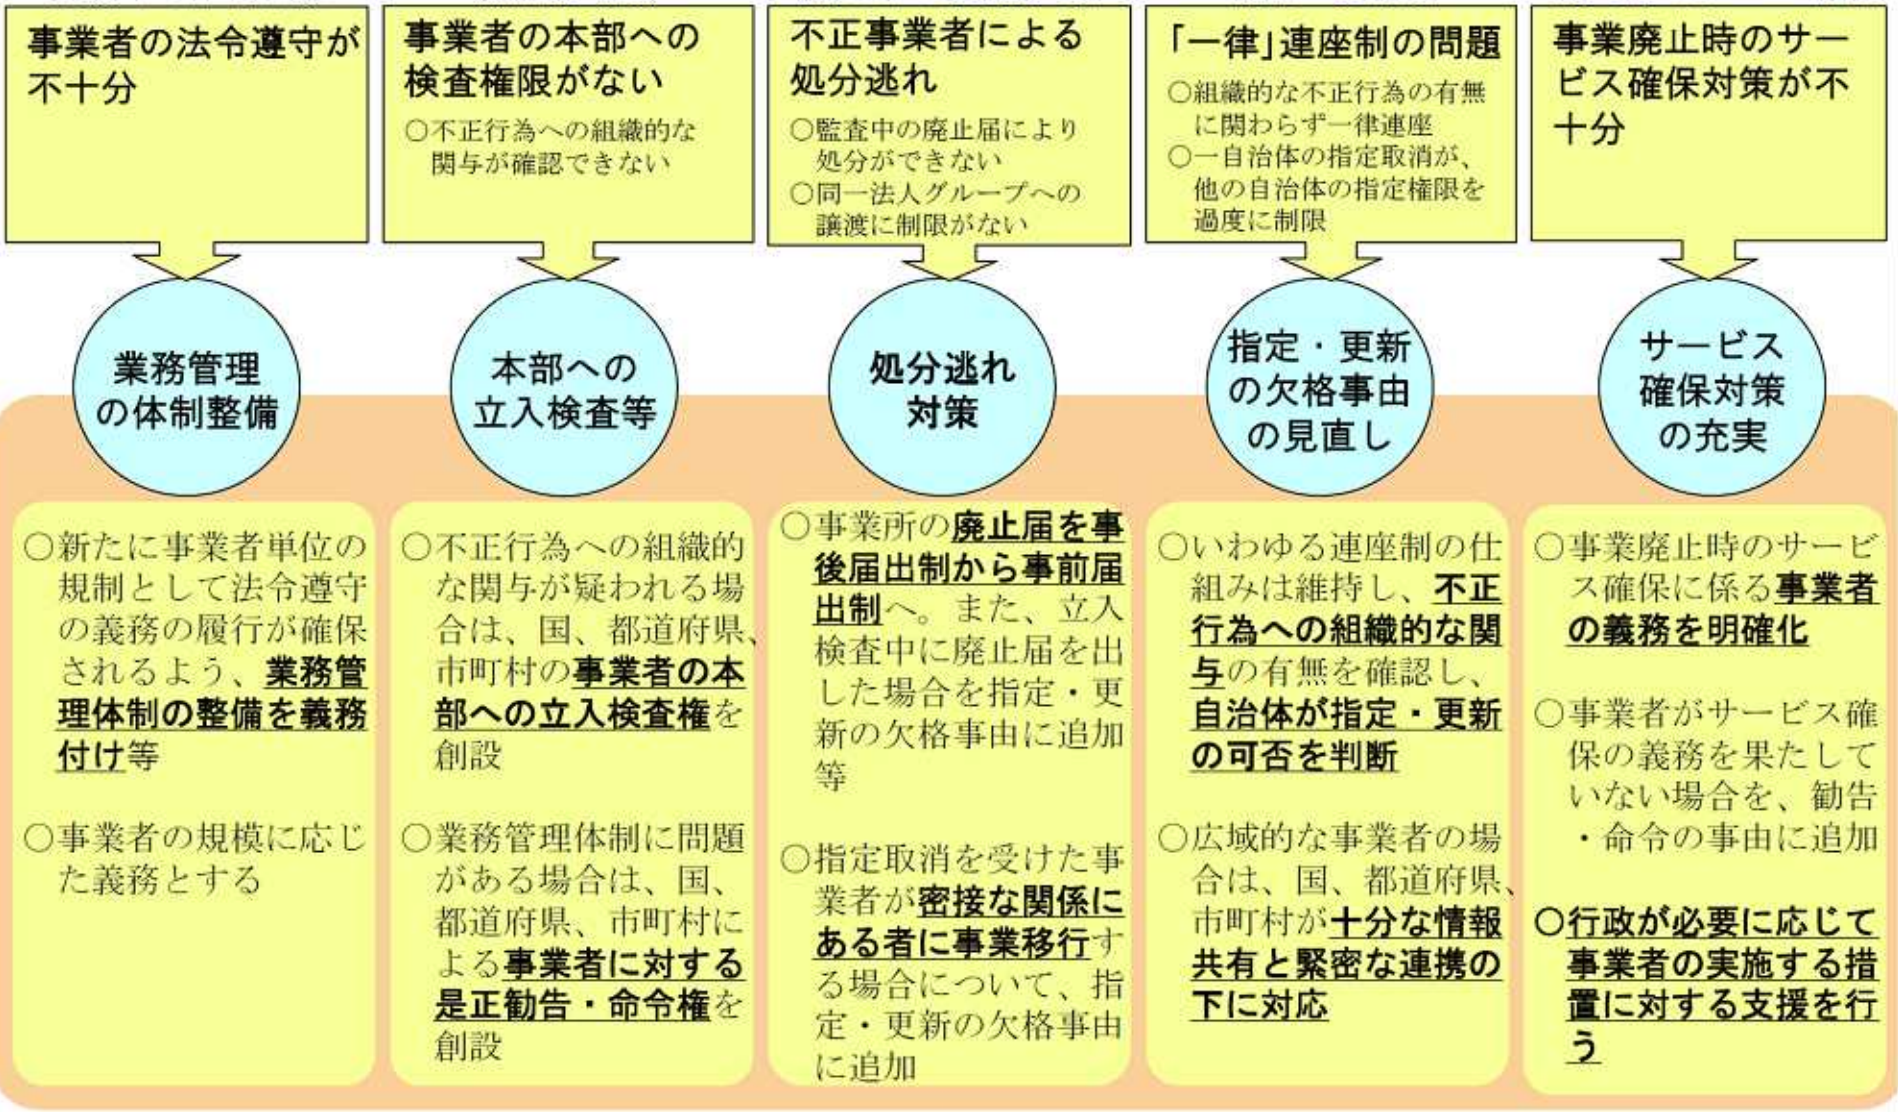 事業者の法令遵守が
不十分
事業者の本部への
検査権限がない
○不正行為への組織的な
関与が確認できない
不正事業者による
処分逃れ
○監査中の廃止届により
処分ができない
○同一法人グループへの
譲渡に制限がない
「一律」連座制の問題
○組織的な不正行為の有無
に関わらず一律連座
○一自治体の指定取消が、
他の自治体の指定権限を
過度に制限
事業廃止時のサー
ビス確保対策が不
十分
業務管理
の体制整備
本部への
立入検査等
処分逃れ
対策
指定・更新
の欠格事由
の見直し
サービス
確保対策
の充実
○新たに事業者単位の
規制として法令遵守
の義務の履行が確保
されるよう、業務管
理体制の整備を義務
付け等
○事業者の規模に応じ
た義務とする
○不正行為への組織的
な関与が疑われる場
合は、国、都道府県、
市町村の事業者の本
部への立入検査権を
創設
○業務管理体制に問題
がある場合は、国、
都道府県、市町村に
よる事業者に対する
是正勧告・命令権を
創設
○事業所の廃止届を事
後届出制から事前届
出制へ。また、立入
検査中に廃止届を出
した場合を指定・更
新の欠格事由に追加
等
○指定取消を受けた事
業者が密接な関係に
ある者に事業移行す
る場合について、指
定・更新の欠格事由
に追加
○いわゆる連座制の仕
組みは維持し、不正
行為への組織的な関
与の有無を確認し、
自治体が指定・更新
の可否を判断
○広域的な事業者の場
合は、国、都道府県、
市町村が十分な情報
共有と緊密な連携の
下に対応
○事業廃止時のサービ
ス確保に係る事業者
の義務を明確化
○事業者がサービス確
保の義務を果たして
いない場合を、勧告
・命令の事由に追加
○行政が必要に応じて
事業者の実施する措
置に対する支援を行
う